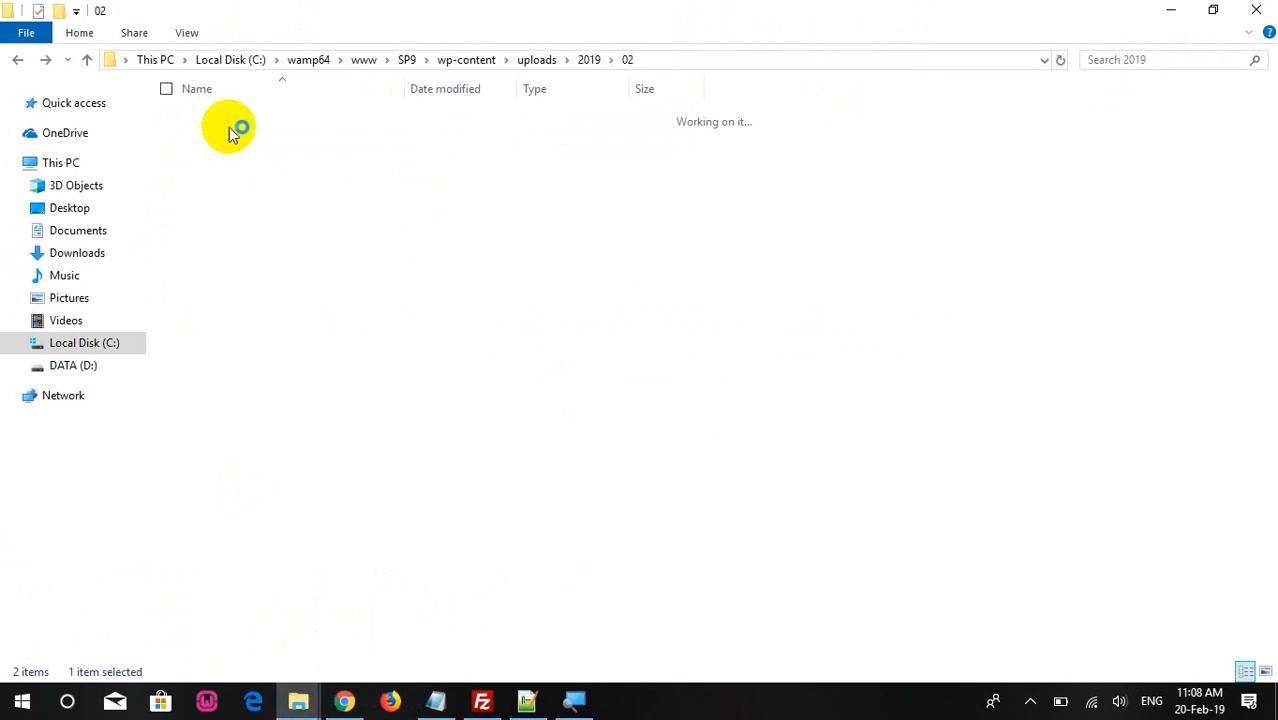 02
File Home Share View
This PC Local Disk (C:) wamp64 www SP9 wp-content uploads 2019 02 Search 2019
Name Date modified Type Size
Working on it...
Quick access
OneDrive
This PC
3D Objects
Desktop
Documents
Downloads
Music
Pictures
Videos
Local Disk (C:)
DATA (D:)
Network
2 items 1 item selected
ENG 11:08 AM
20-Feb-19